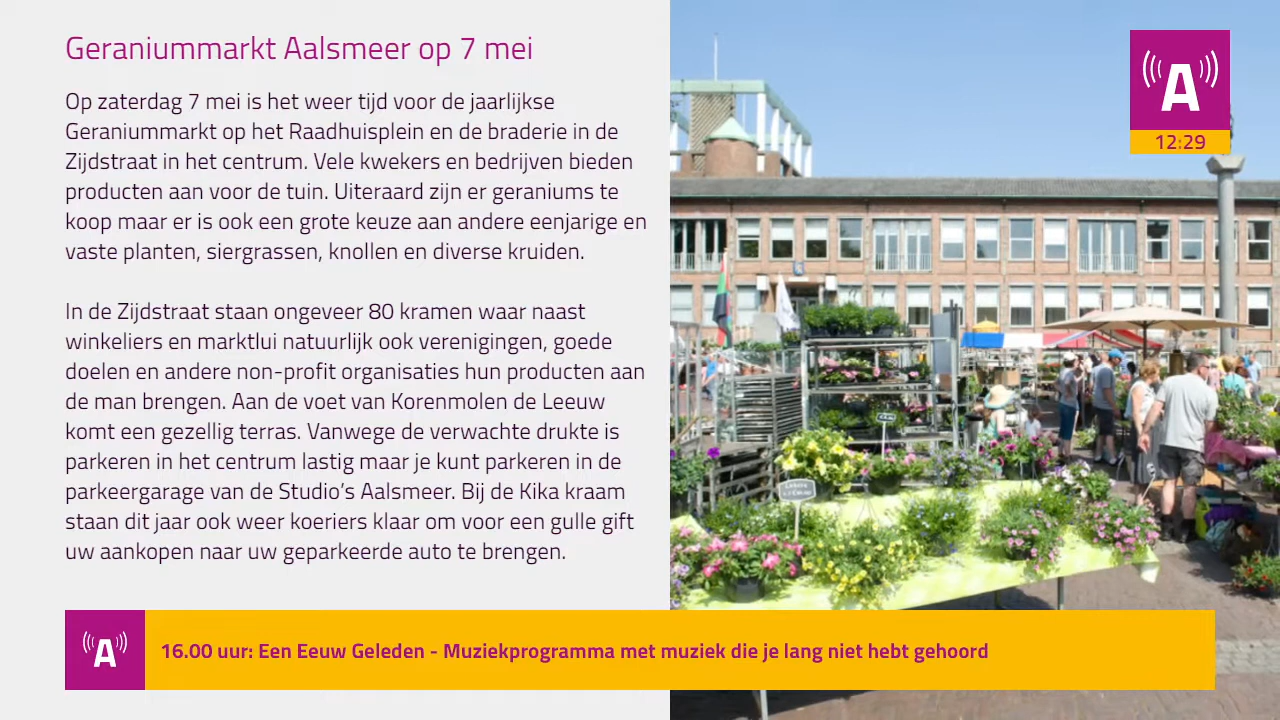 Geraniummarkt Aalsmeer op 7 mei
Op zaterdag 7 mei is het weer tijd voor de jaarlijkse
Geraniummarkt op het Raadhuisplein en de braderie in de
Zijdstraat in het centrum. Vele kwekers en bedrijven bieden
producten aan voor de tuin. Uiteraard zijn er geraniums te
koop maar er is ook een grote keuze aan andere eenjarige en
vaste planten, siergrassen, knollen en diverse kruiden.
In de Zijdstraat staan ongeveer 80 kramen waar naast
winkeliers en marktlui natuurlijk ook verenigingen, goede
doelen en andere non-profit organisaties hun producten aan
de man brengen. Aan de voet van Korenmolen de Leeuw
komt een gezellig terras. Vanwege de verwachte drukte is
parkeren in het centrum lastig maar je kunt parkeren in de
parkeergarage van de Studio’s Aalsmeer. Bij de Kika kraam
staan dit jaar ook weer koeriers klaar om voor een gulle gift
uw aankopen naar uw geparkeerde auto te brengen.
A
12:29
A
16.00 uur: Een Eeuw Geleden - Muziekprogramma met muziek die je lang niet hebt gehoord